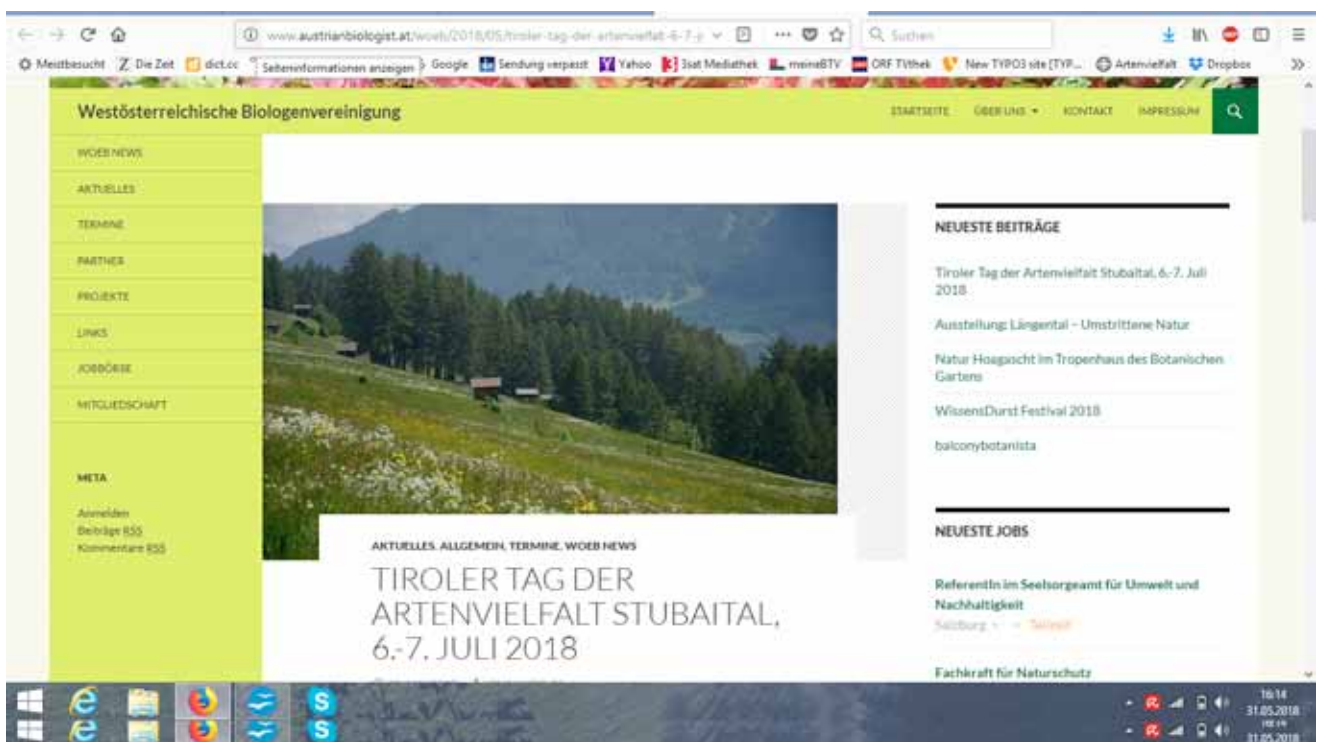 www.austrianbiologist.at/woeb/2018/05/tiroler-tag-der-artenvielfalt-6-7-j
Suchen
Meistbesucht Die Zeit dict.cc Seiteninformationen anzeigen Google Sendung verpasst Yahoo 3sat Mediathek meineBTV ORF TVthek New TYPO3 site [TYP... Artenvielfalt Dropbox
Westösterreichische Biologenvereinigung
STARTSEITE ÜBER UNS KONTAKT IMPRESSUM
WOEB NEWS
AKTUELLES
TERMINE
PARTNER
PROJEKTE
LINKS
JOBBÖRSE
MITGLIEDSCHAFT
META
Anmelden
Beiträge RSS
Kommentare RSS
AKTUELLES, ALLGEMEIN, TERMINE, WOEB NEWS
TIROLER TAG DER
ARTENVIELFALT STUBAITAL,
6.-7. JULI 2018
NEUESTE BEITRÄGE
Tiroler Tag der Artenvielfalt Stubaital, 6.-7. Juli
2018
Ausstellung: Längental – Umstrittene Natur
Natur Hoagascht im Tropenhaus des Botanischen
Gartens
WissensDurst Festival 2018
balconybotanista
NEUESTE JOBS
ReferentIn im Seelsorgeamt für Umwelt und
Nachhaltigkeit
Salzburg
Fachkraft für Naturschutz
16:14
31.05.2018
31.05.2018